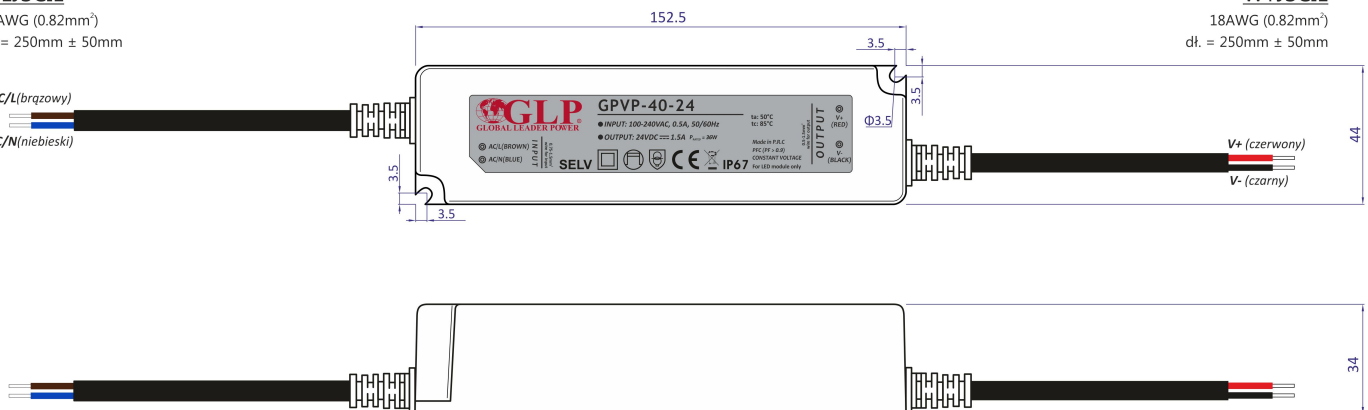 AWG (0.82mm²)
= 250mm ± 50mm
152.5
WYJŚCIE
18AWG (0.82mm²)
dł. = 250mm ± 50mm
3.5
3.5
Φ3.5
44
C/L(brązowy)
C/N(niebieski)
GLP
GLOBAL LEADER POWER
GPVP-40-24
INPUT: 100-240VAC, 0.5A, 50/60Hz
OUTPUT: 24VDC 1.5A
ta: 50°C
tc: 85°C
AC/L(BROWN)
AC/N(BLUE)
INPUT
SELV
CE
IP67
Made in P.R.C
PFC (PF > 0.9)
CONSTANT VOLTAGE
For LED module only
OUTPUT
V+
(RED)
V-
(BLACK)
V+ (czerwony)
V- (czarny)
3.5
3.5
34